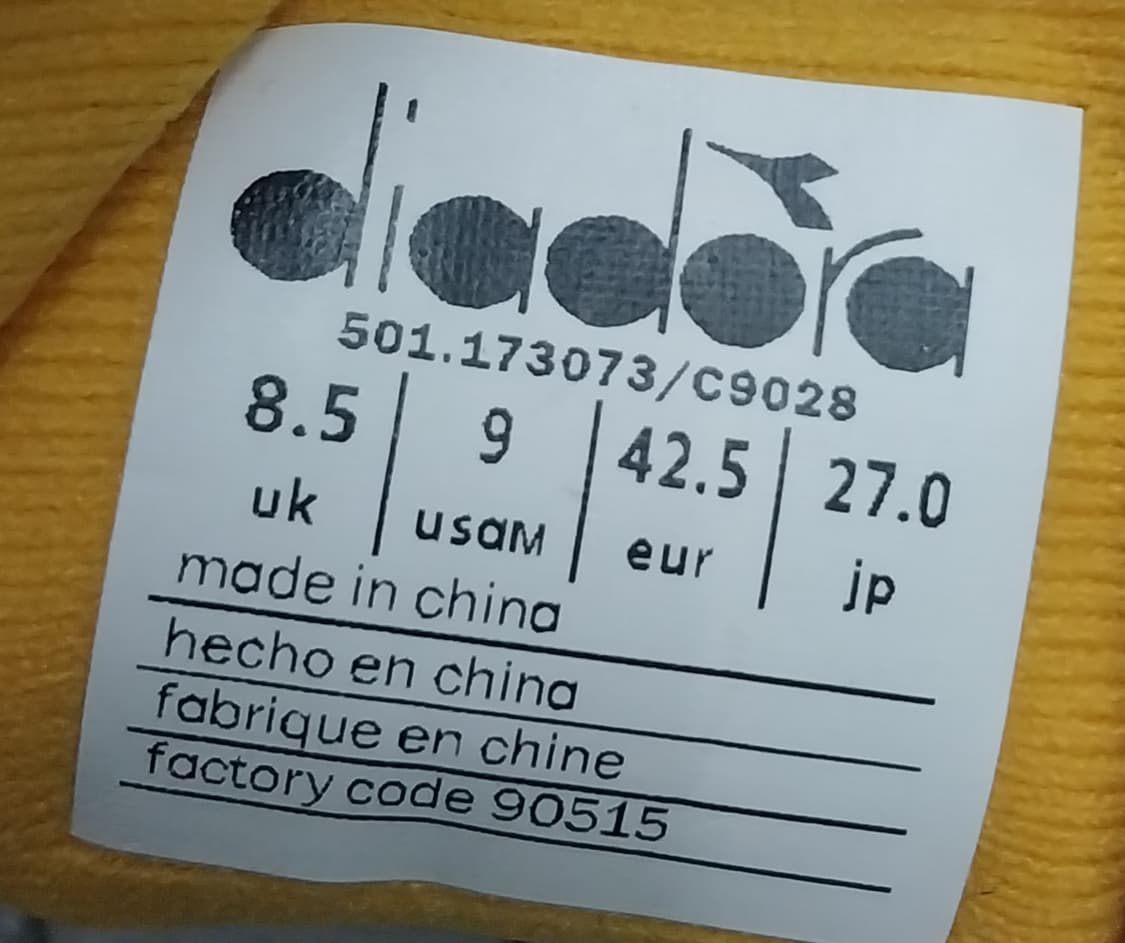 diadora
501.173073/C9028
8.5 9 42.5 27.0
uk usaM eur jp
made in china
hecho en china
fabrique en chine
factory code 90515